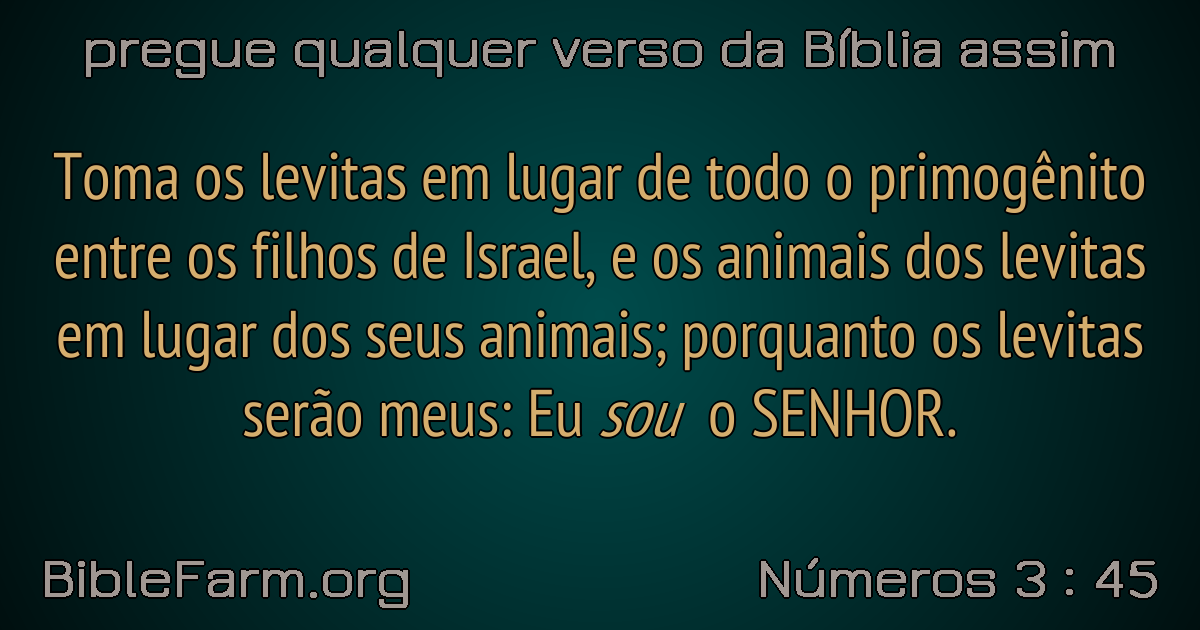 pregue qualquer verso da Bíblia assim
Toma os levitas em lugar de todo o primogênito
entre os filhos de Israel, e os animais dos levitas
em lugar dos seus animais; porquanto os levitas
serão meus: Eu sou o SENHOR.
BibleFarm.org
Números 3 : 45